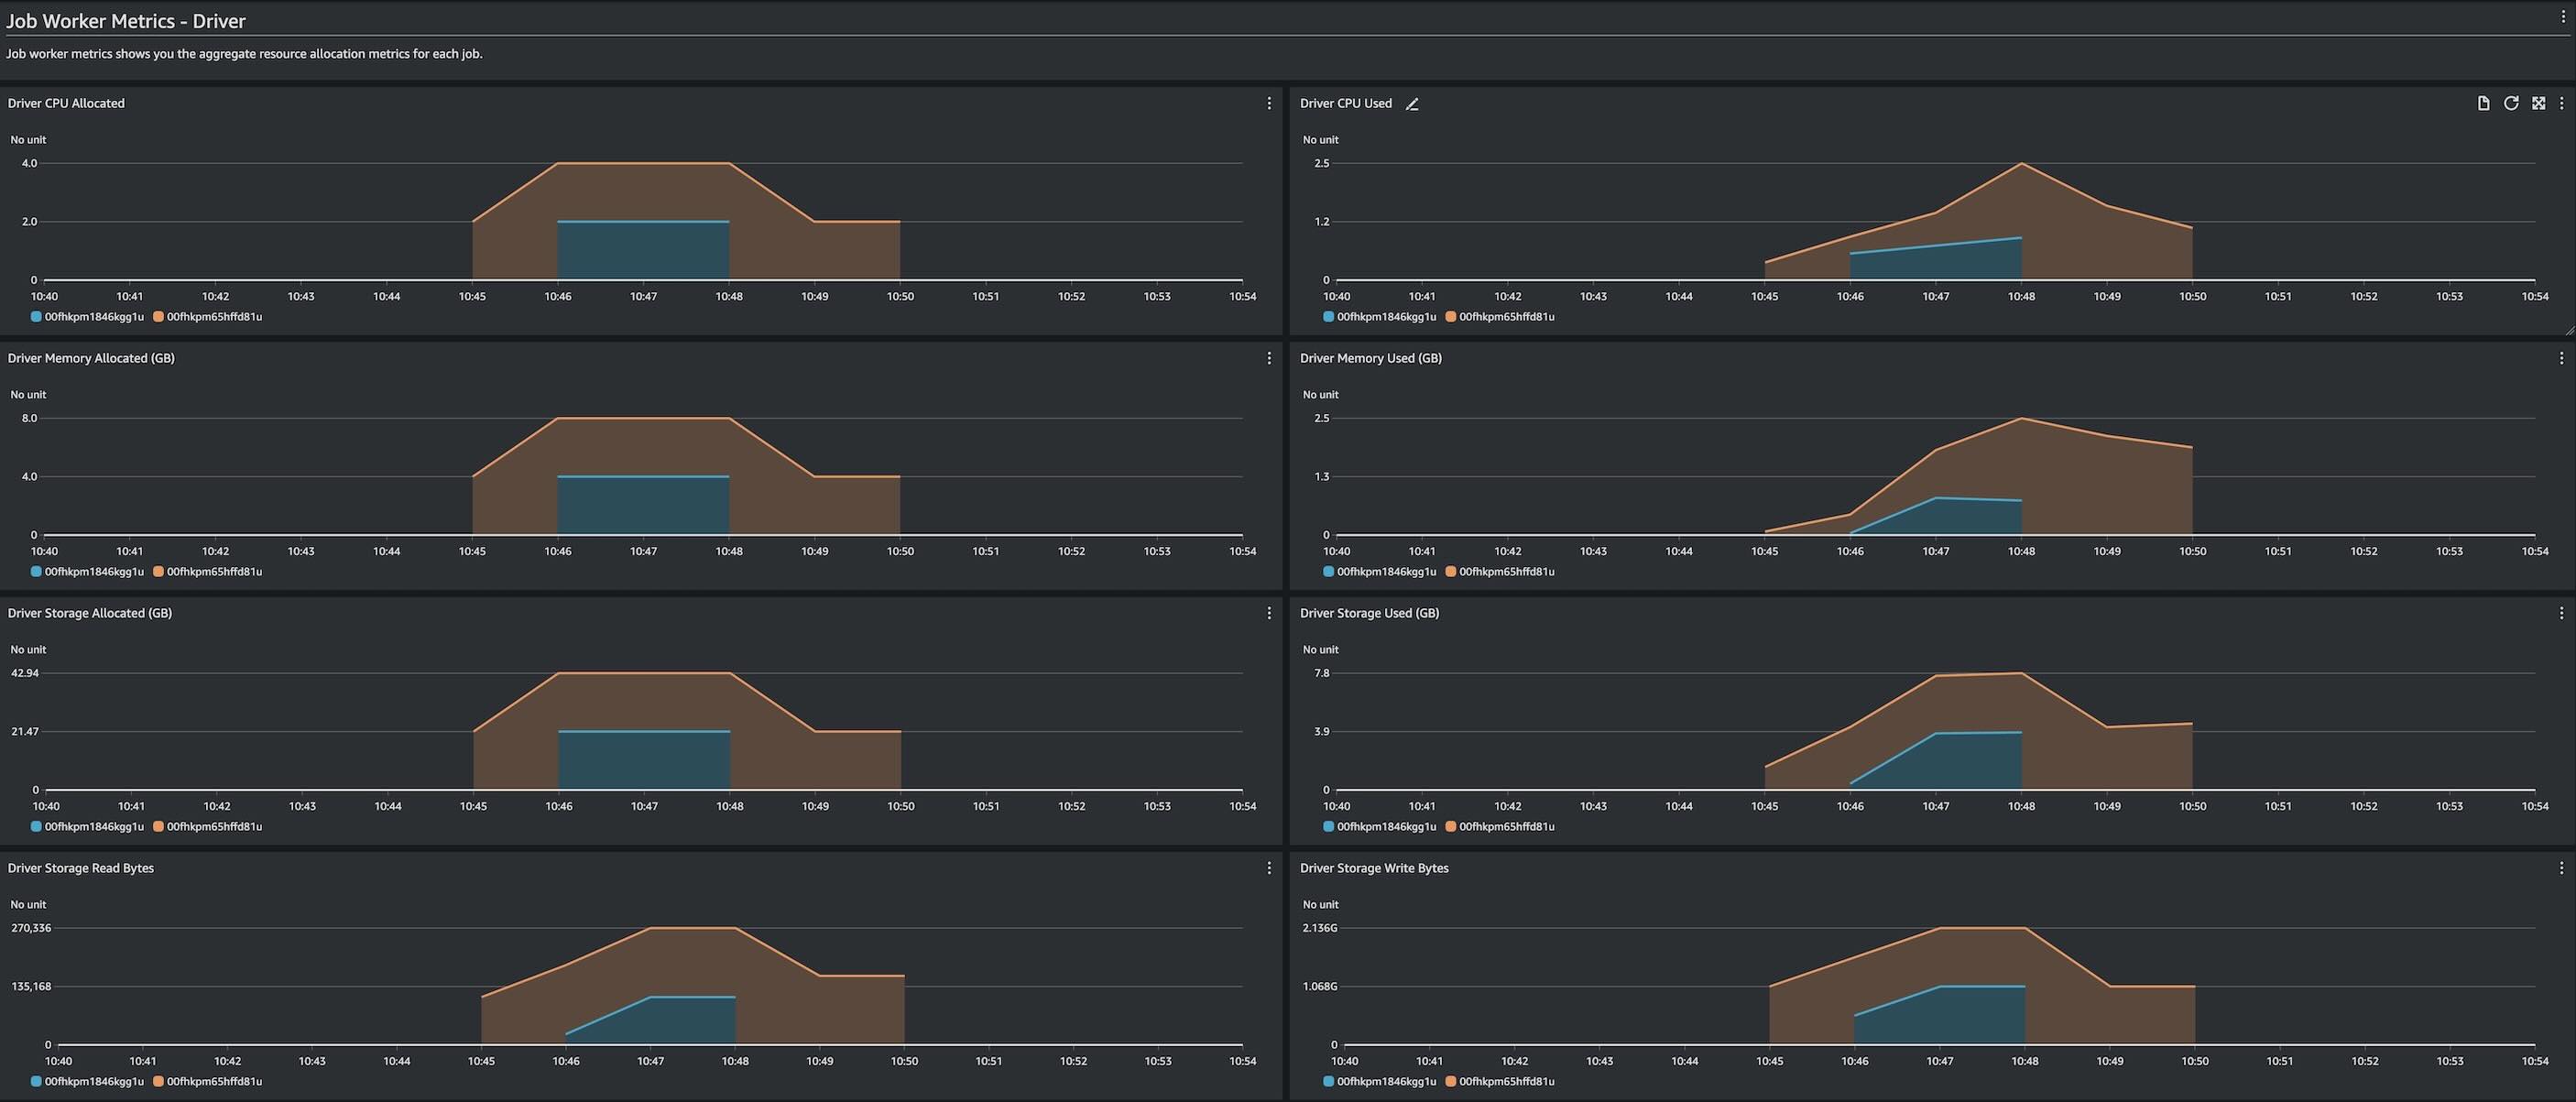 Job Worker Metrics - Driver
Job worker metrics shows you the aggregate resource allocation metrics for each job.
Driver CPU Allocated
No unit
4.0
2.0
0
10:40 10:41 10:42 10:43 10:44 10:45 10:46 10:47 10:48 10:49 10:50 10:51 10:52 10:53 10:54
00fhkpm1846kgg1u 00fhkpm65hffd81u
Driver CPU Used
No unit
2.5
1.2
0
10:40 10:41 10:42 10:43 10:44 10:45 10:46 10:47 10:48 10:49 10:50 10:51 10:52 10:53 10:54
00fhkpm1846kgg1u 00fhkpm65hffd81u
Driver Memory Allocated (GB)
No unit
8.0
4.0
0
10:40 10:41 10:42 10:43 10:44 10:45 10:46 10:47 10:48 10:49 10:50 10:51 10:52 10:53 10:54
00fhkpm1846kgg1u 00fhkpm65hffd81u
Driver Memory Used (GB)
No unit
2.5
1.3
0
10:40 10:41 10:42 10:43 10:44 10:45 10:46 10:47 10:48 10:49 10:50 10:51 10:52 10:53 10:54
00fhkpm1846kgg1u 00fhkpm65hffd81u
Driver Storage Allocated (GB)
No unit
42.94
21.47
0
10:40 10:41 10:42 10:43 10:44 10:45 10:46 10:47 10:48 10:49 10:50 10:51 10:52 10:53 10:54
00fhkpm1846kgg1u 00fhkpm65hffd81u
Driver Storage Used (GB)
No unit
7.8
3.9
0
10:40 10:41 10:42 10:43 10:44 10:45 10:46 10:47 10:48 10:49 10:50 10:51 10:52 10:53 10:54
00fhkpm1846kgg1u 00fhkpm65hffd81u
Driver Storage Read Bytes
No unit
270,336
135,168
0
10:40 10:41 10:42 10:43 10:44 10:45 10:46 10:47 10:48 10:49 10:50 10:51 10:52 10:53 10:54
00fhkpm1846kgg1u 00fhkpm65hffd81u
Driver Storage Write Bytes
No unit
2.136G
1.068G
0
10:40 10:41 10:42 10:43 10:44 10:45 10:46 10:47 10:48 10:49 10:50 10:51 10:52 10:53 10:54
00fhkpm1846kgg1u 00fhkpm65hffd81u